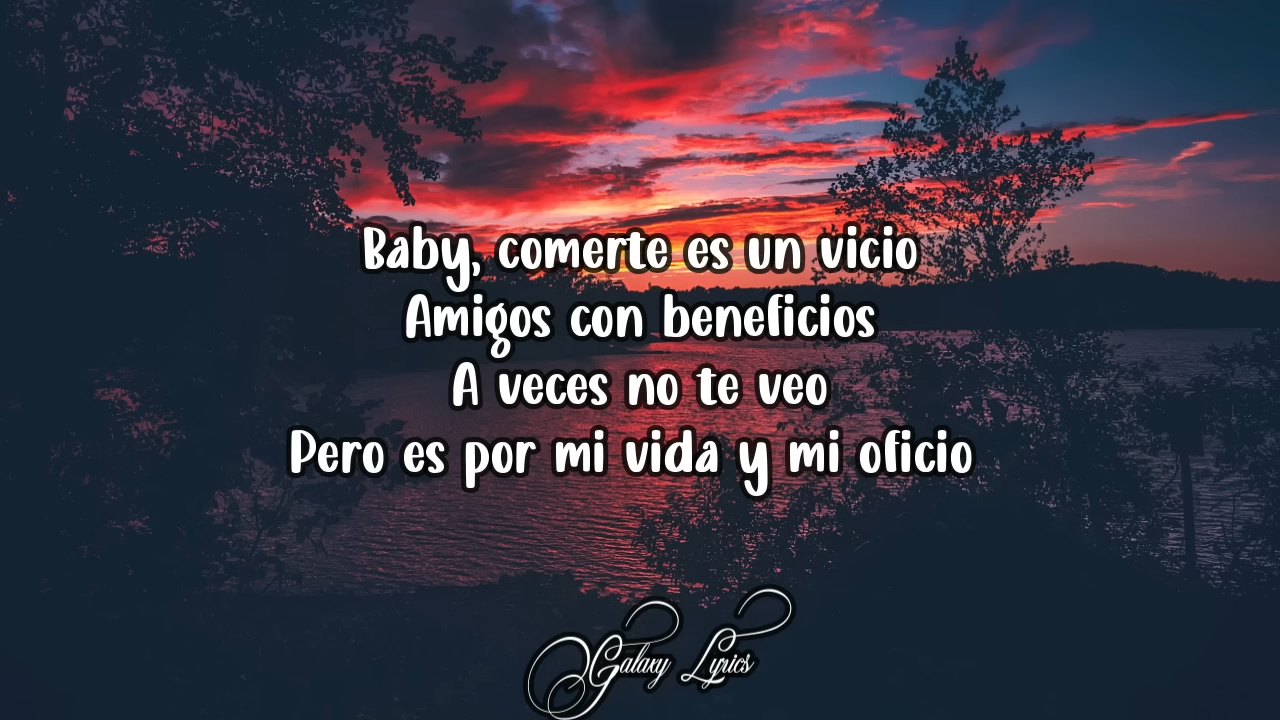 Baby, comerte es un vicio
Amigos con beneficios
A veces no te veo
Pero es por mi vida y mi oficio
Galaxy Lyrics